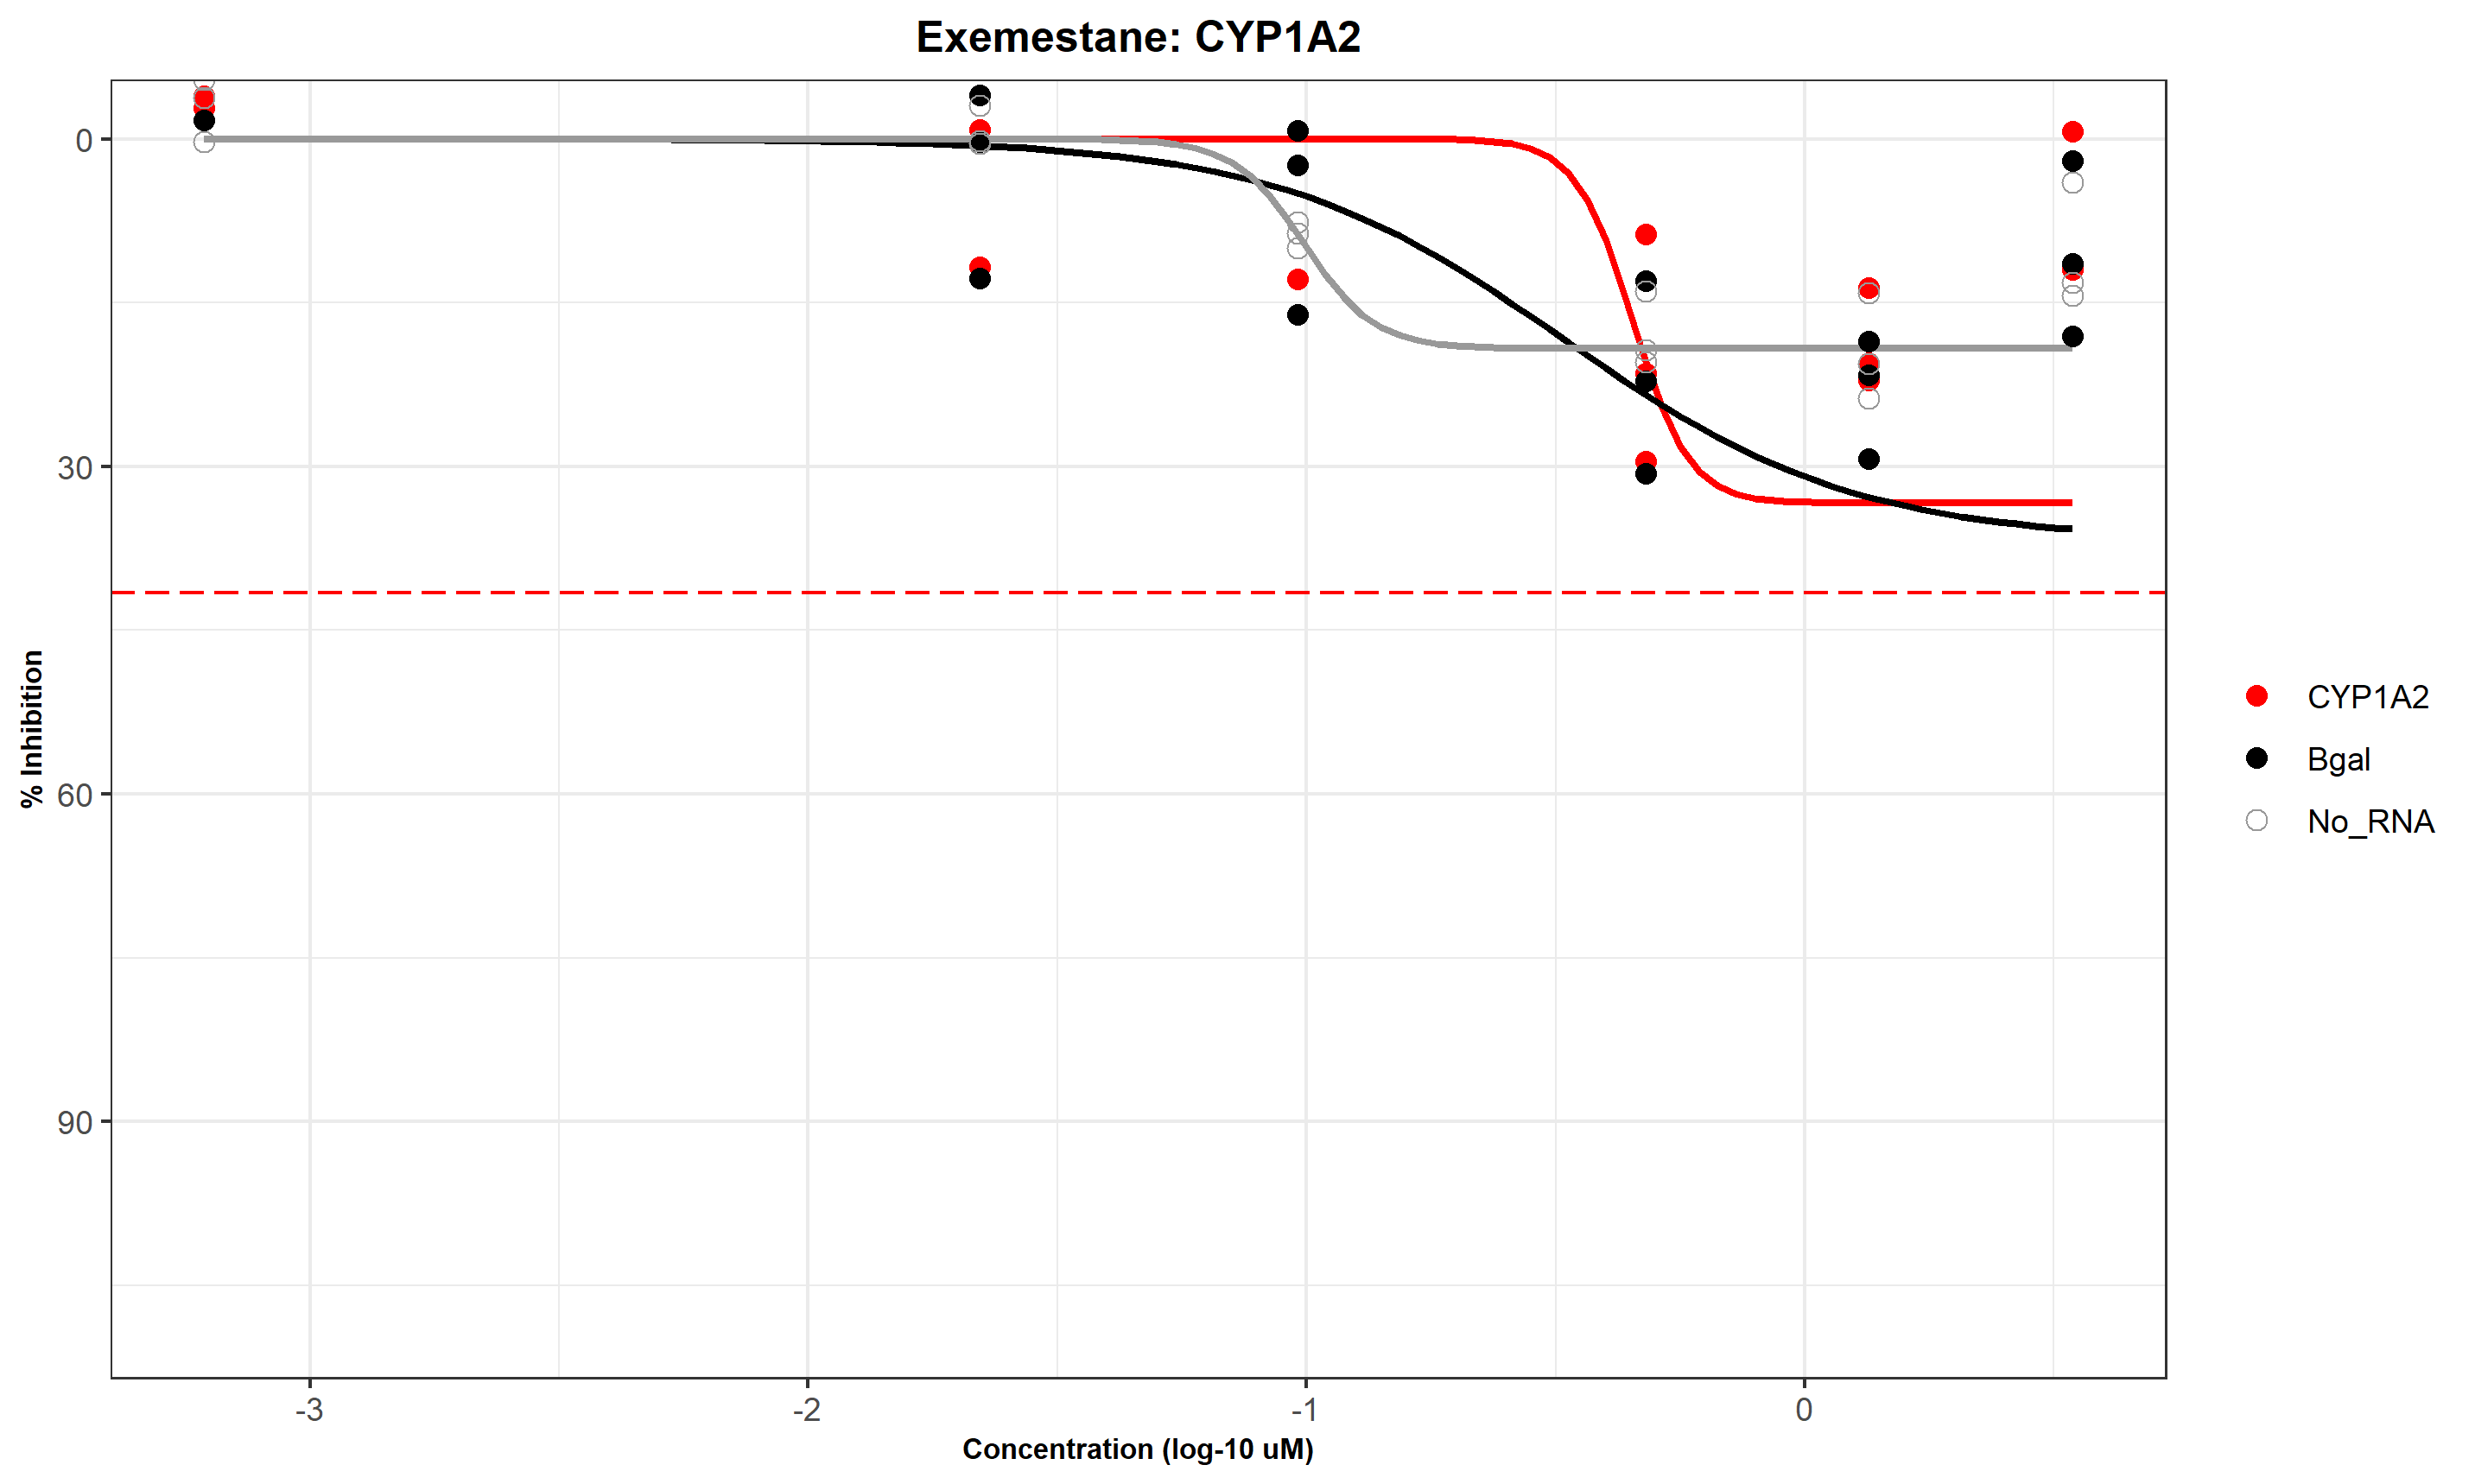 Exemestane: CYP1A2
% Inhibition
0
30
60
90
-3
-2
-1
0
Concentration (log-10 uM)
CYP1A2
Bgal
No_RNA